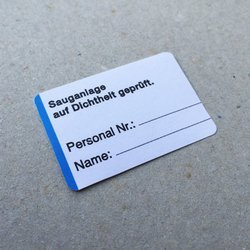 Sauganlage
auf Dichtheit geprüft.
Personal Nr.:
Name: